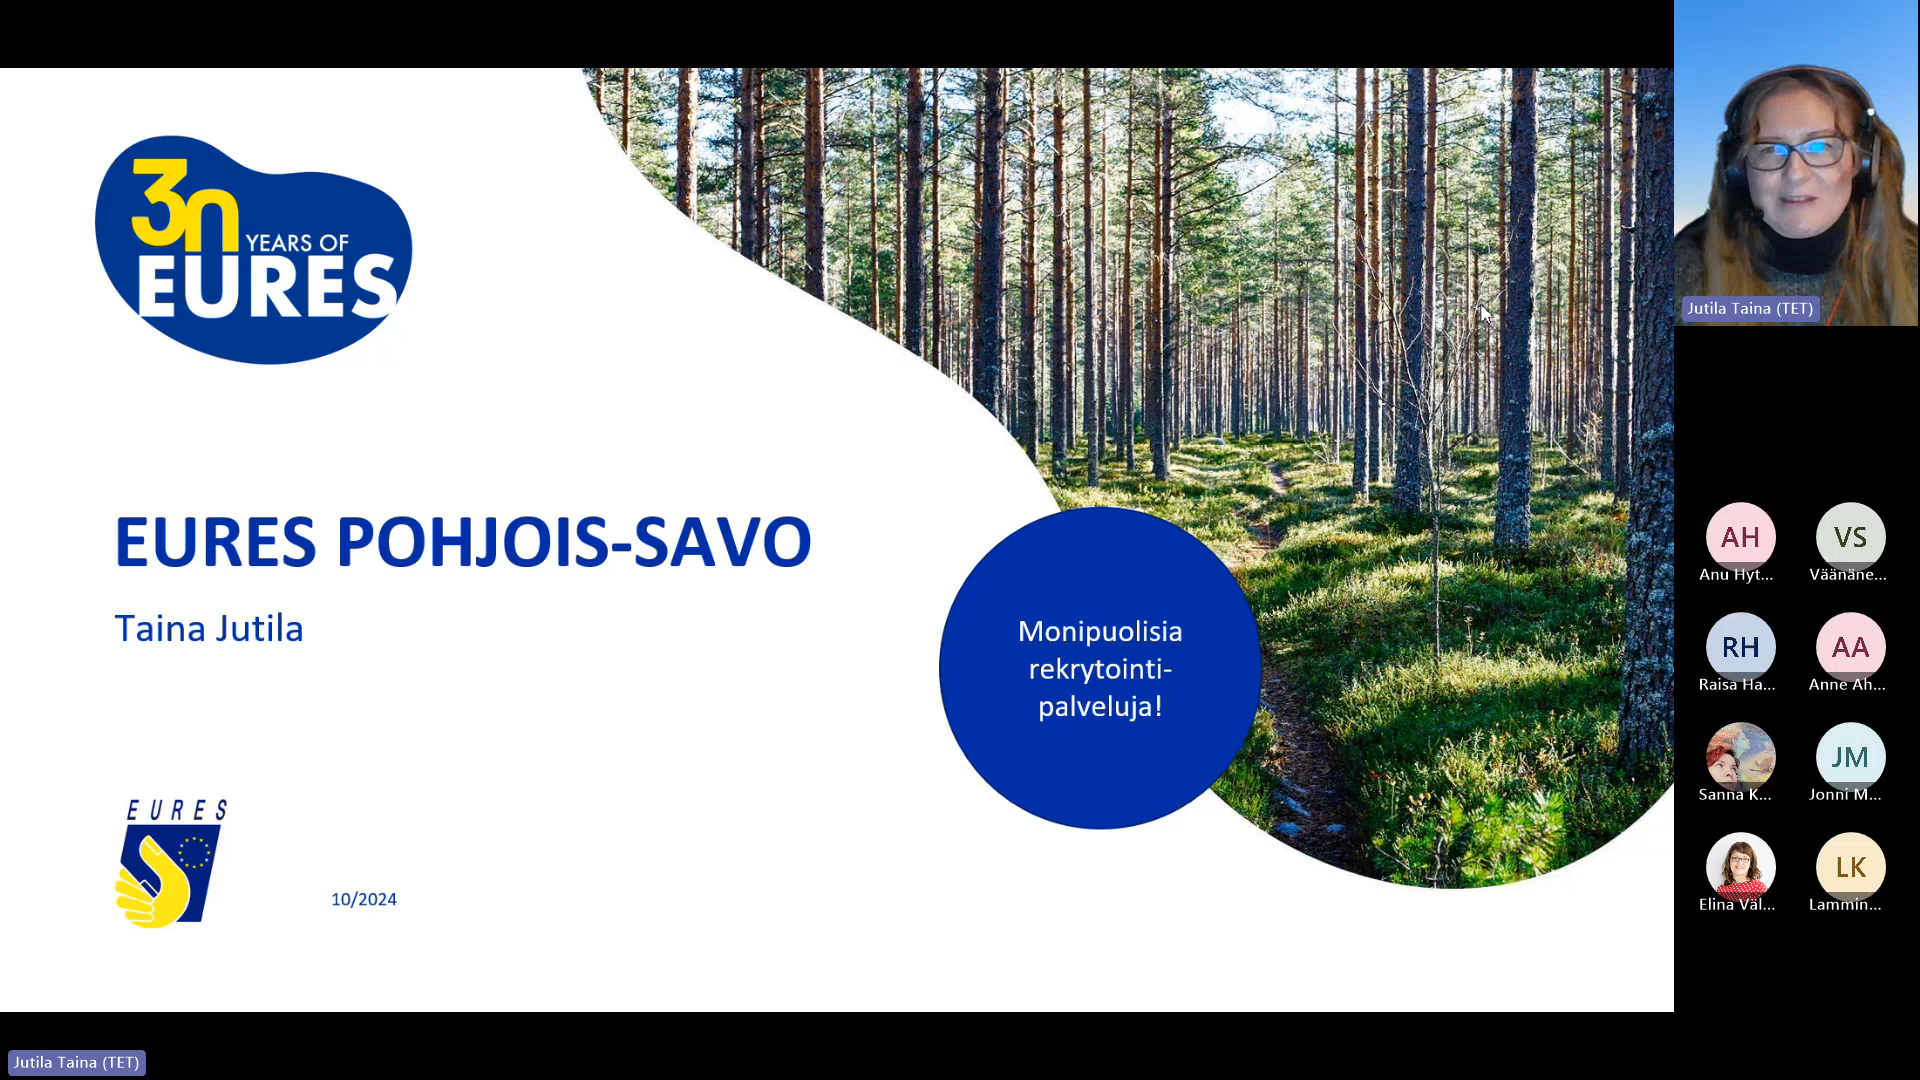 30
YEARS OF
EURES
EURES POHJOIS-SAVO
Taina Jutila
Monipuolisia
rekrytointi-
palveluja!
EURES
10/2024
Jutila Taina (TET)
Jutila Taina (TET)
AH
VS
Anu Hyt...
Väänäne...
RH
AA
Raisa Ha...
Anne Ah...
JM
Sanna K...
Jonni M...
LK
Elina Väl...
Lammin...